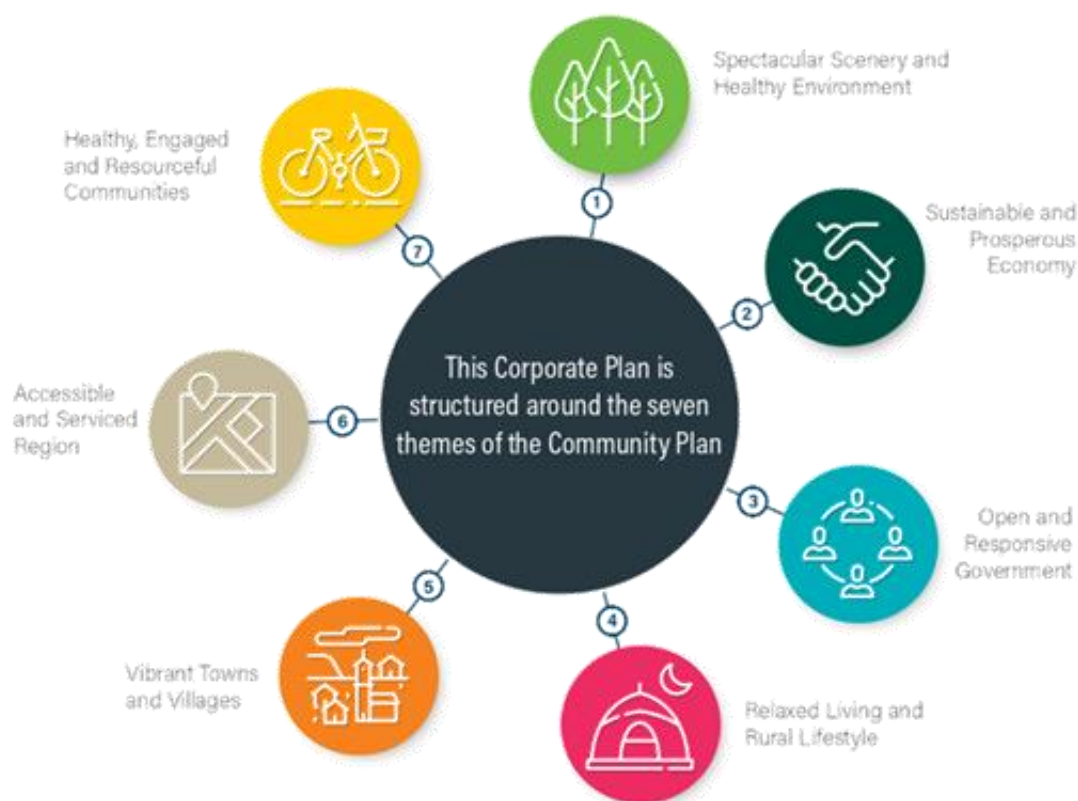 Spectacular Scenery and
Healthy Environment
1
Sustainable and
Prosperous
Economy
2
Open and
Responsive
Government
3
Relaxed Living and
Rural Lifestyle
4
Vibrant Towns
and Villages
5
Accessible
and Serviced
Region
6
Healthy, Engaged
and Resourceful
Communities
7
This Corporate Plan is
structured around the seven
themes of the Community Plan